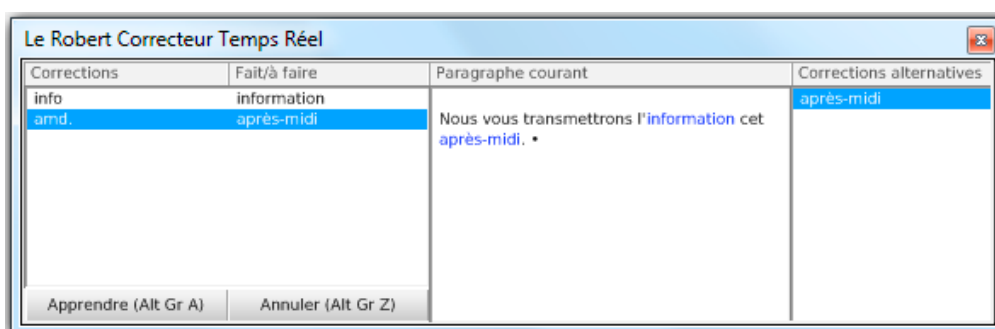 Le Robert Correcteur Temps Réel
Corrections Fait/à faire Paragraphe courant Corrections alternatives
info information
amd. après-midi
Nous vous transmettrons l'information cet
après-midi. •
après-midi
Apprendre (Alt Gr A) Annuler (Alt Gr Z)